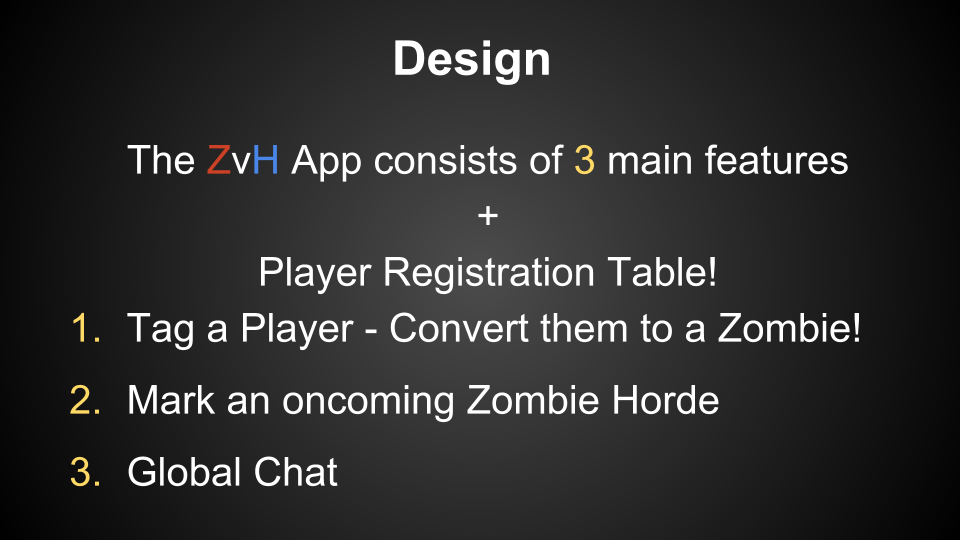 Design
The ZvH App consists of 3 main features
+
Player Registration Table!
1. Tag a Player - Convert them to a Zombie!
2. Mark an oncoming Zombie Horde
3. Global Chat